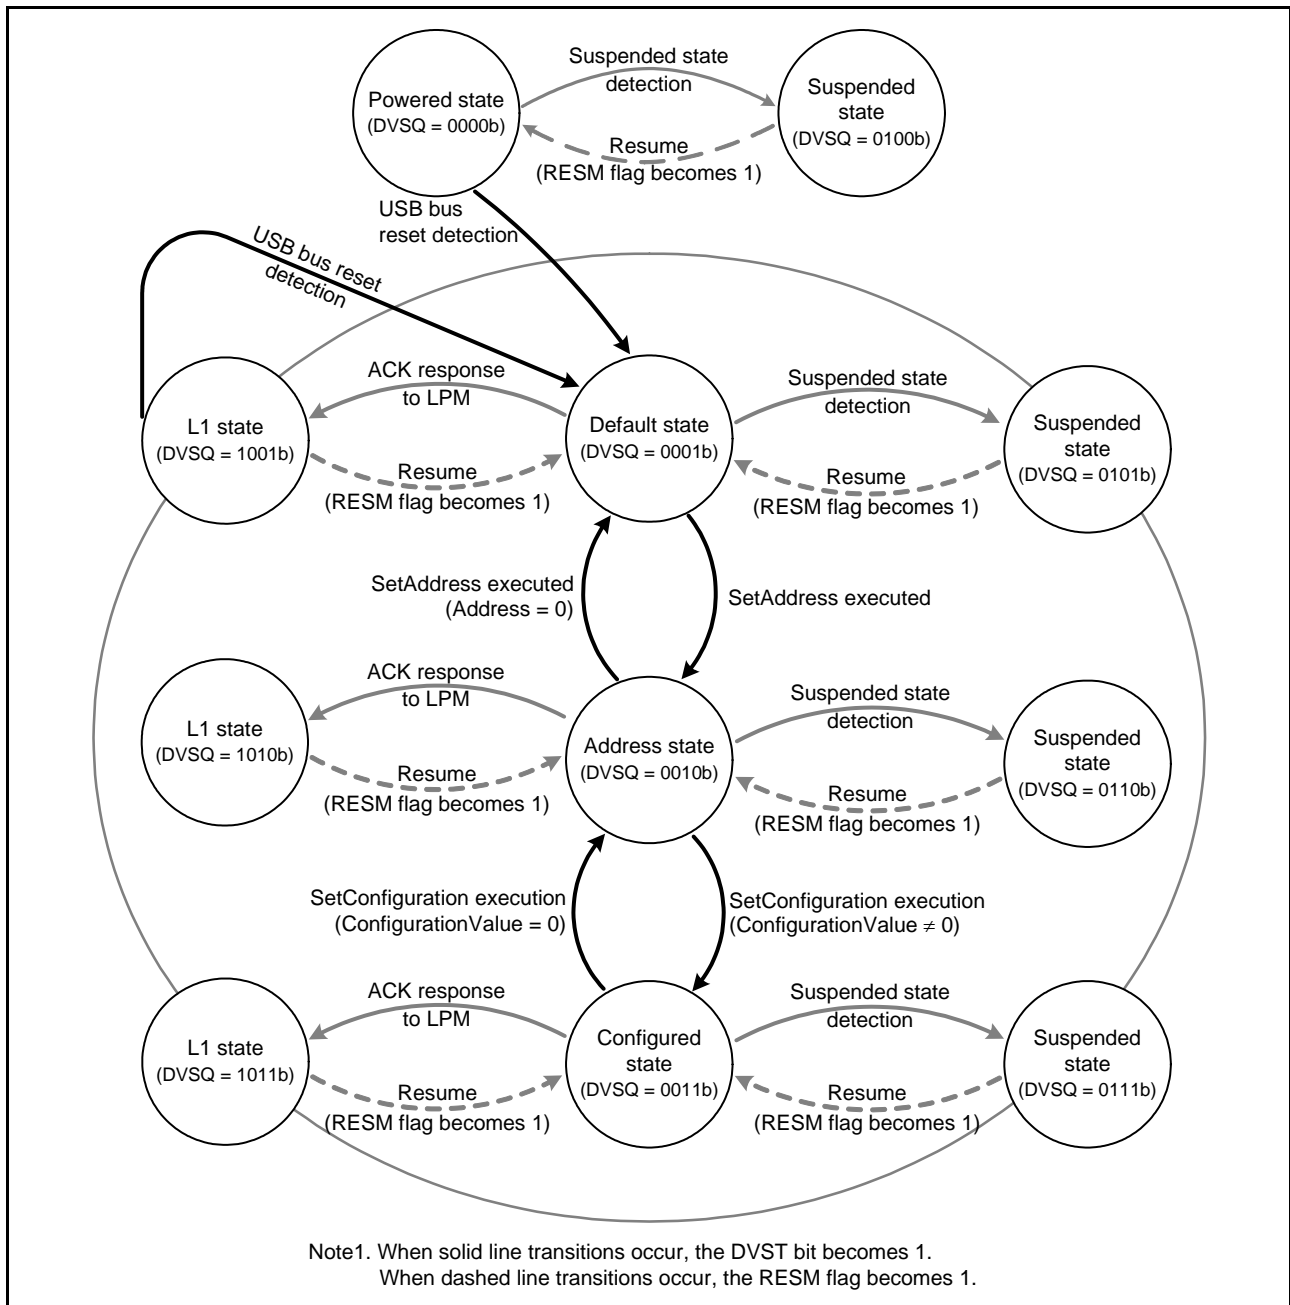 Powered state
(DVSQ = 0000b)
Suspended state
detection
Resume
(RESM flag becomes 1)
Suspended
state
(DVSQ = 0100b)
USB bus
reset detection
USB bus reset
detection
L1 state
(DVSQ = 1001b)
ACK response
to LPM
Resume
(RESM flag becomes 1)
Default state
(DVSQ = 0001b)
Suspended state
detection
Resume
(RESM flag becomes 1)
Suspended
state
(DVSQ = 0101b)
SetAddress executed
(Address = 0)
SetAddress executed
L1 state
(DVSQ = 1010b)
ACK response
to LPM
Resume
(RESM flag becomes 1)
Address state
(DVSQ = 0010b)
Suspended state
detection
Resume
(RESM flag becomes 1)
Suspended
state
(DVSQ = 0110b)
SetConfiguration execution
(ConfigurationValue = 0)
SetConfiguration execution
(ConfigurationValue ≠ 0)
L1 state
(DVSQ = 1011b)
ACK response
to LPM
Resume
(RESM flag becomes 1)
Configured
state
(DVSQ = 0011b)
Suspended state
detection
Resume
(RESM flag becomes 1)
Suspended
state
(DVSQ = 0111b)
Note1. When solid line transitions occur, the DVST bit becomes 1.
When dashed line transitions occur, the RESM flag becomes 1.